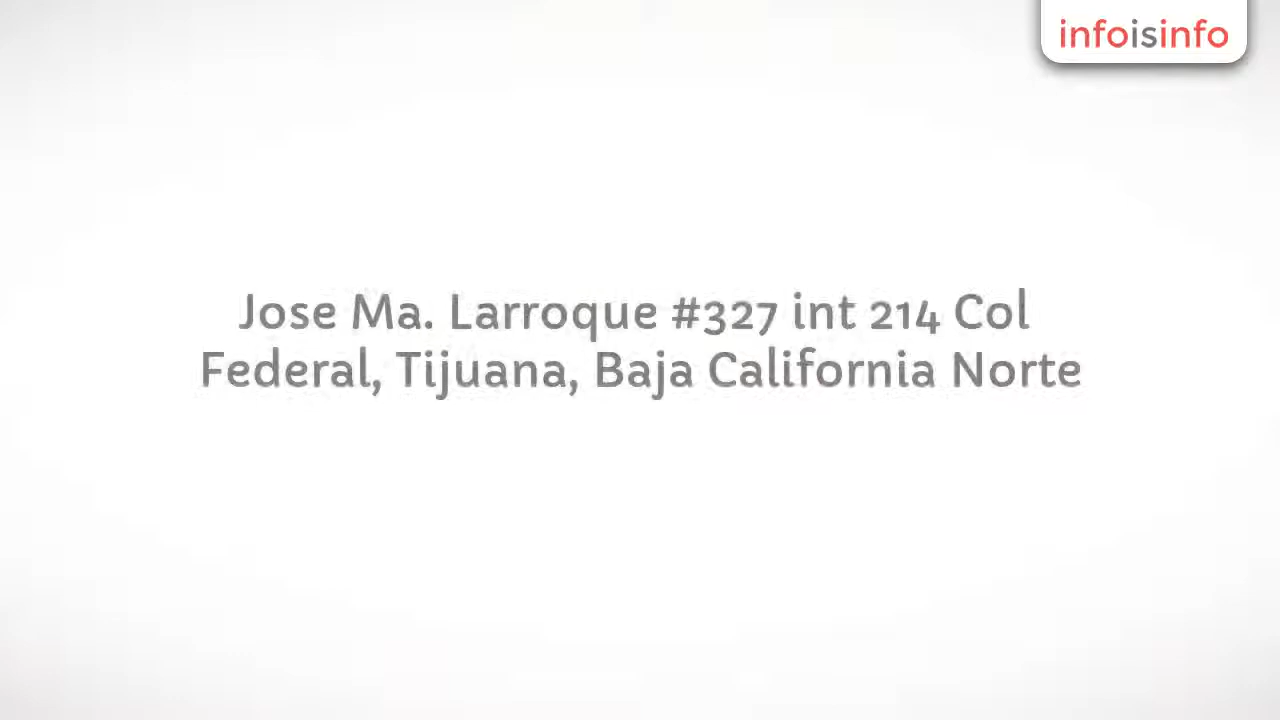 infoisinfo
Jose Ma. Larroque #327 int 214 Col
Federal, Tijuana, Baja California Norte